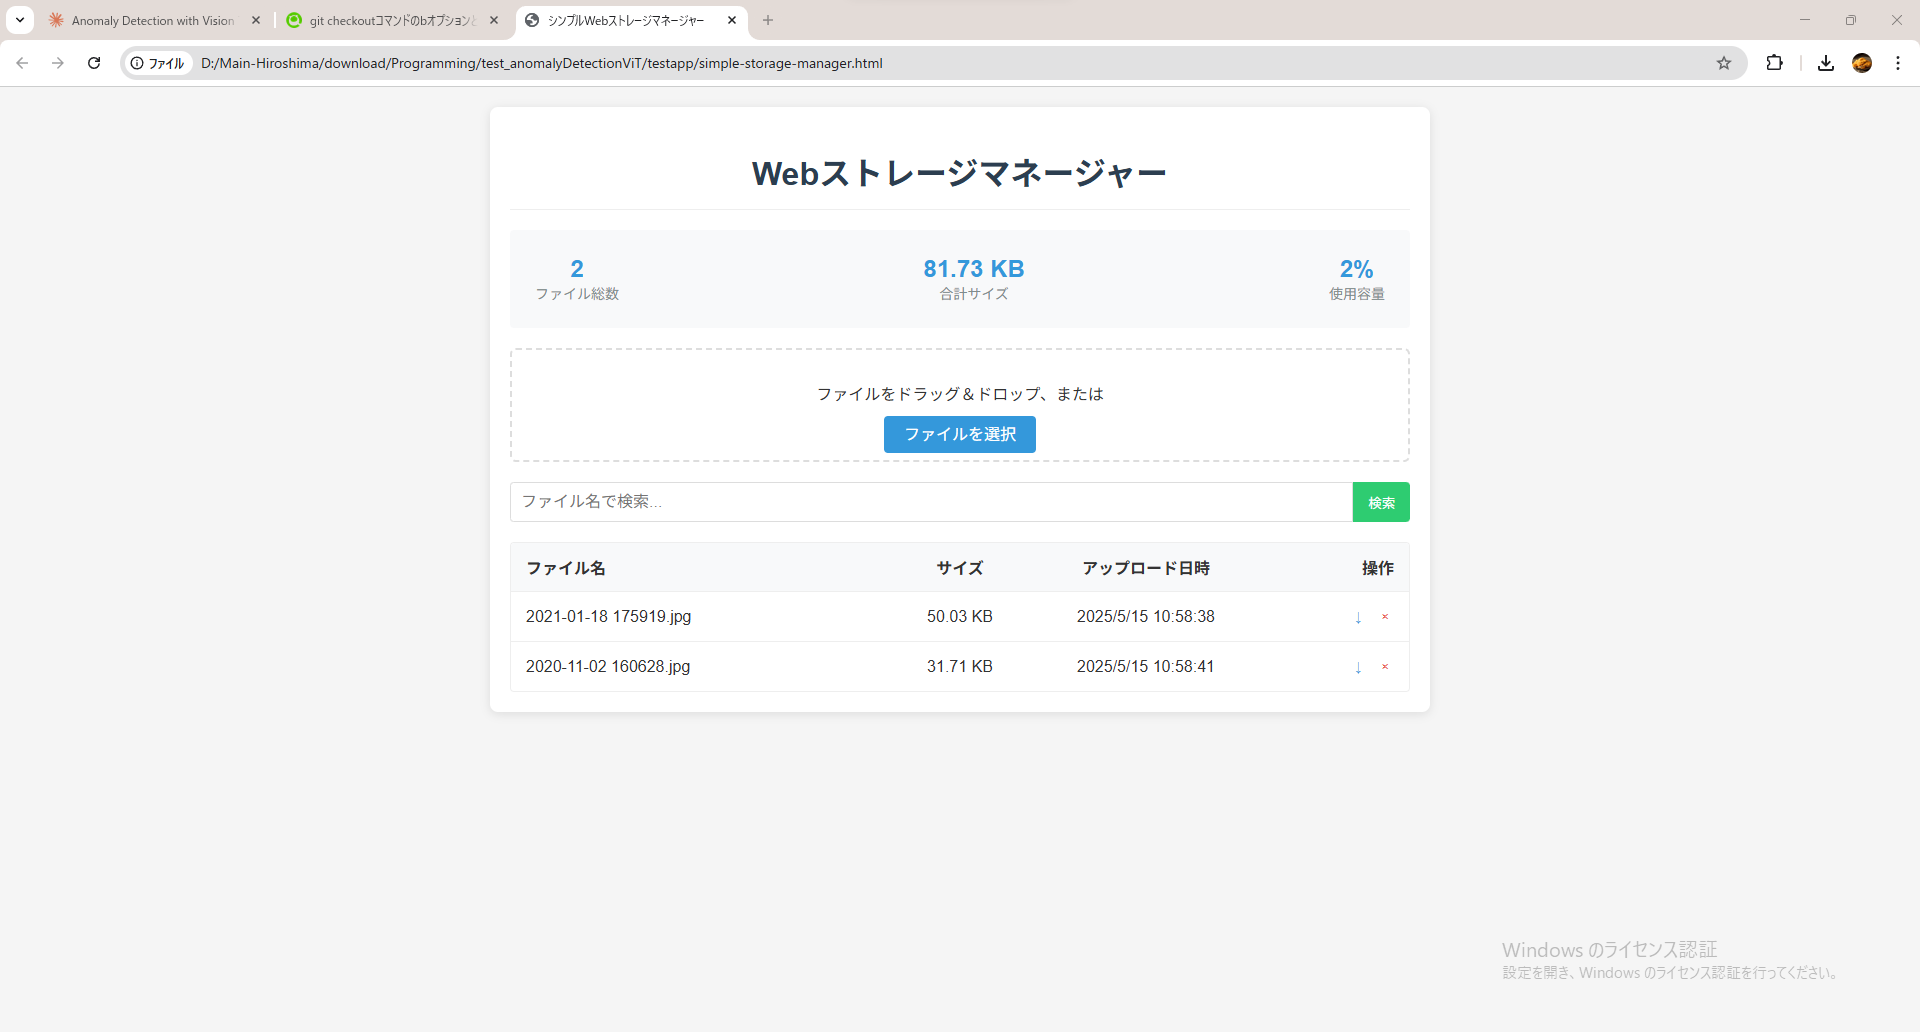 Anomaly Detection with Vision
git checkoutコマンドのbオプションと
シンプルWebストレージマネージャー
ファイル
D:/Main-Hiroshima/download/Programming/test_anomalyDetectionViT/testapp/simple-storage-manager.html
Webストレージマネージャー
2
ファイル総数
81.73 KB
合計サイズ
2%
使用容量
ファイルをドラッグ＆ドロップ、または
ファイルを選択
ファイル名で検索...
検索
ファイル名 サイズ アップロード日時 操作
2021-01-18 175919.jpg 50.03 KB 2025/5/15 10:58:38 ↓ ×
2020-11-02 160628.jpg 31.71 KB 2025/5/15 10:58:41 ↓ ×
Windows のライセンス認証
設定を開き、Windows のライセンス認証を行ってください。